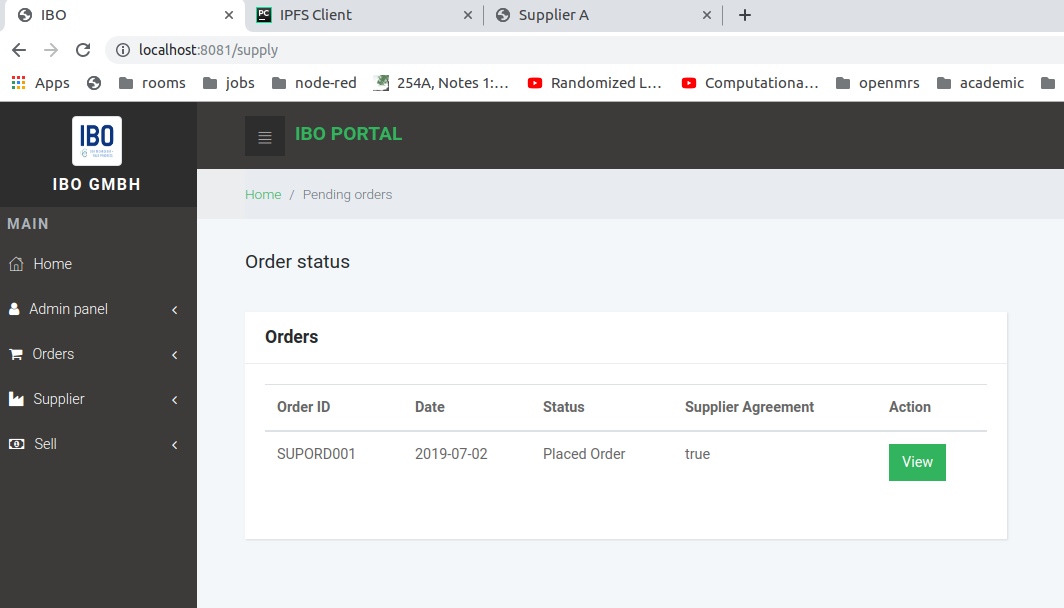 IBO
IPFS Client
Supplier A
localhost:8081/supply
Apps
rooms
jobs
node-red
254A, Notes 1:...
Randomized L...
Computationa...
openmrs
academic
IBO
IBO GMBH
IBO PORTAL
Home / Pending orders
MAIN
Home
Admin panel
Orders
Supplier
Sell
Order status
Orders
Order ID Date Status Supplier Agreement Action
SUPORD001 2019-07-02 Placed Order true View